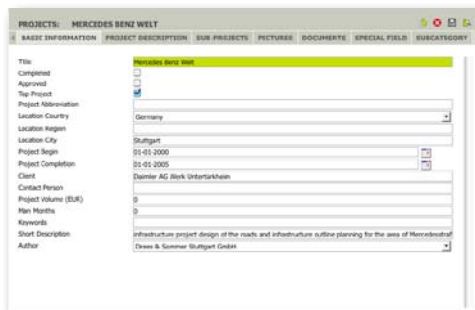 PROJECTS: MERCEDES BENZ WELT
BASIC INFORMATION PROJECT DESCRIPTION SUB PROJECTS PICTURES DOCUMENTS SPECIAL FIELD SUBCATEGORY
Title Mercedes Benz Welt
Completed
Approved
Top Project
Project Abbreviation
Location Country Germany
Location Region
Location City Stuttgart
Project Begin 01-01-2000
Project Completion 01-01-2005
Client Daimler AG Werk Untertürkheim
Contact Person
Project Volume (EUR) 0
Man Months 0
Keywords
Short Description infrastructure project design of the roads and infrastructure outline planning for the area of Mercedesstraß
Author Drees & Sommer Stuttgart GmbH